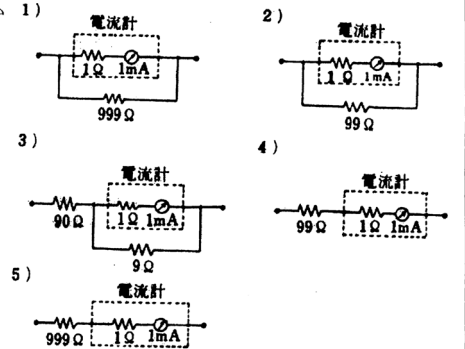 1)
電流計
1Ω 1mA
999Ω
2)
電流計
1Ω 1mA
99Ω
3)
電流計
90Ω 1Ω 1mA
9Ω
4)
電流計
99Ω 1Ω 1mA
5)
電流計
999Ω 1Ω 1mA